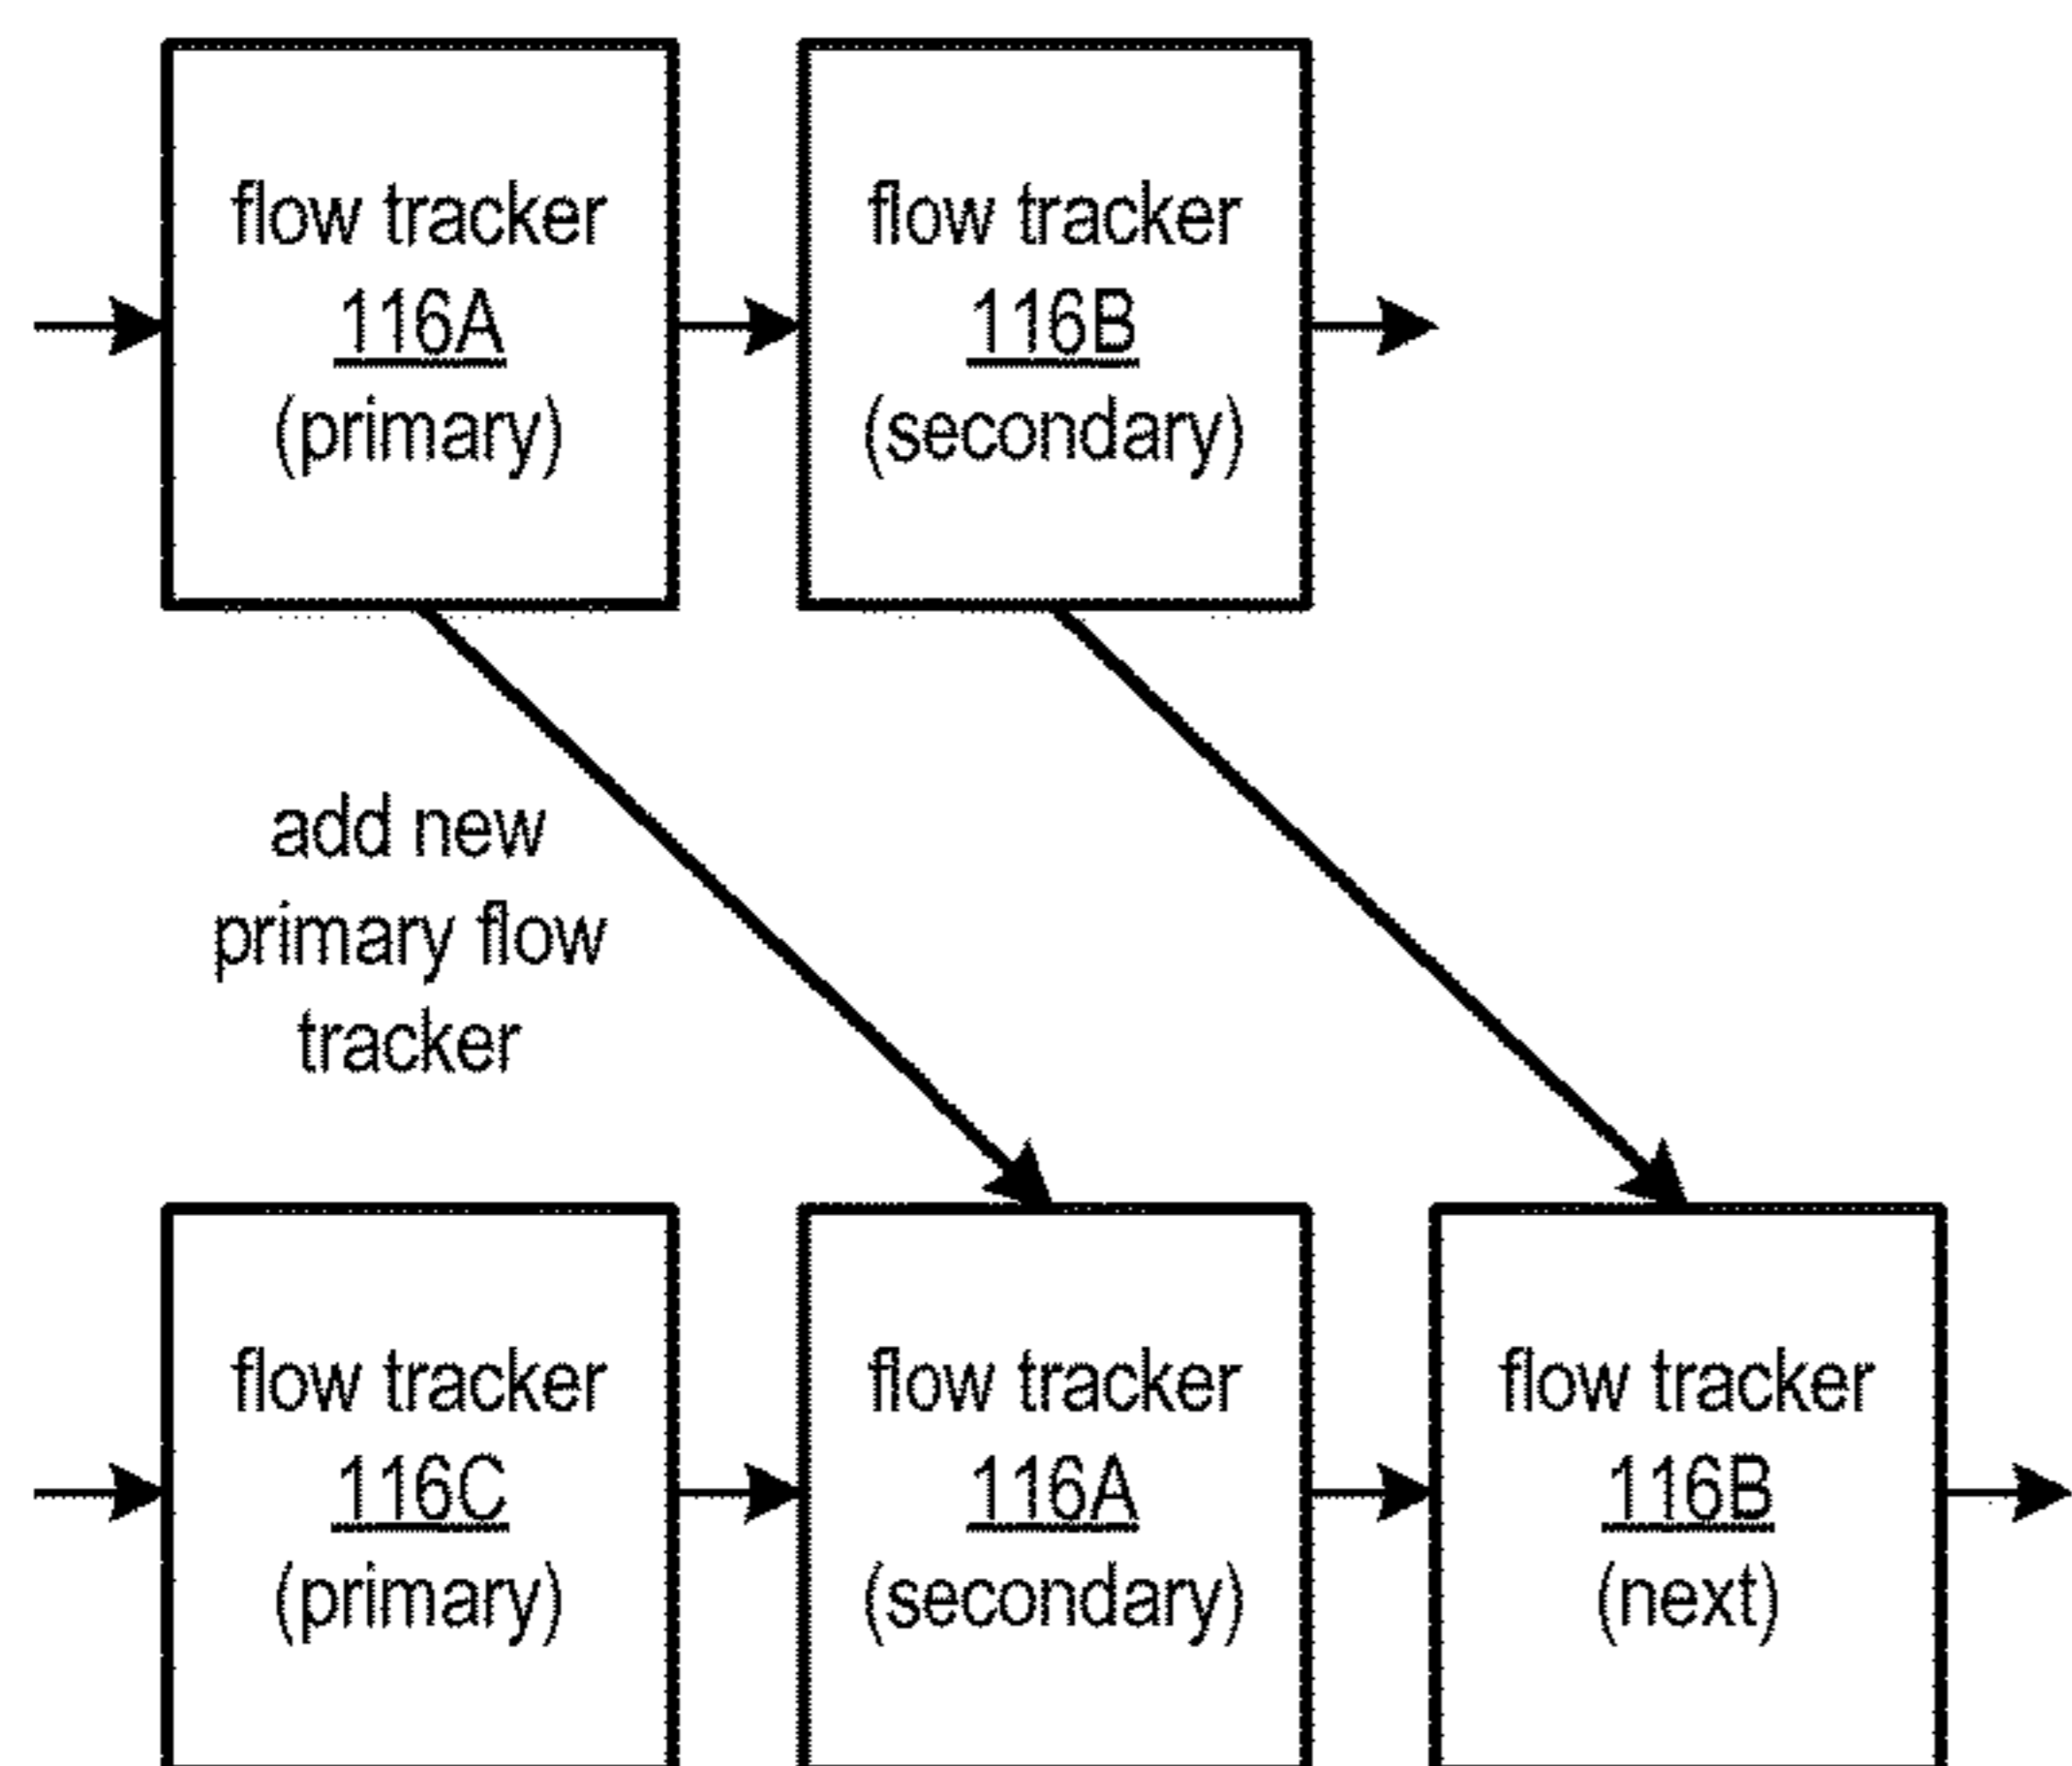 flow tracker
116A
(primary)
flow tracker
116B
(secondary)
add new
primary flow
tracker
flow tracker
116C
(primary)
flow tracker
116A
(secondary)
flow tracker
116B
(next)